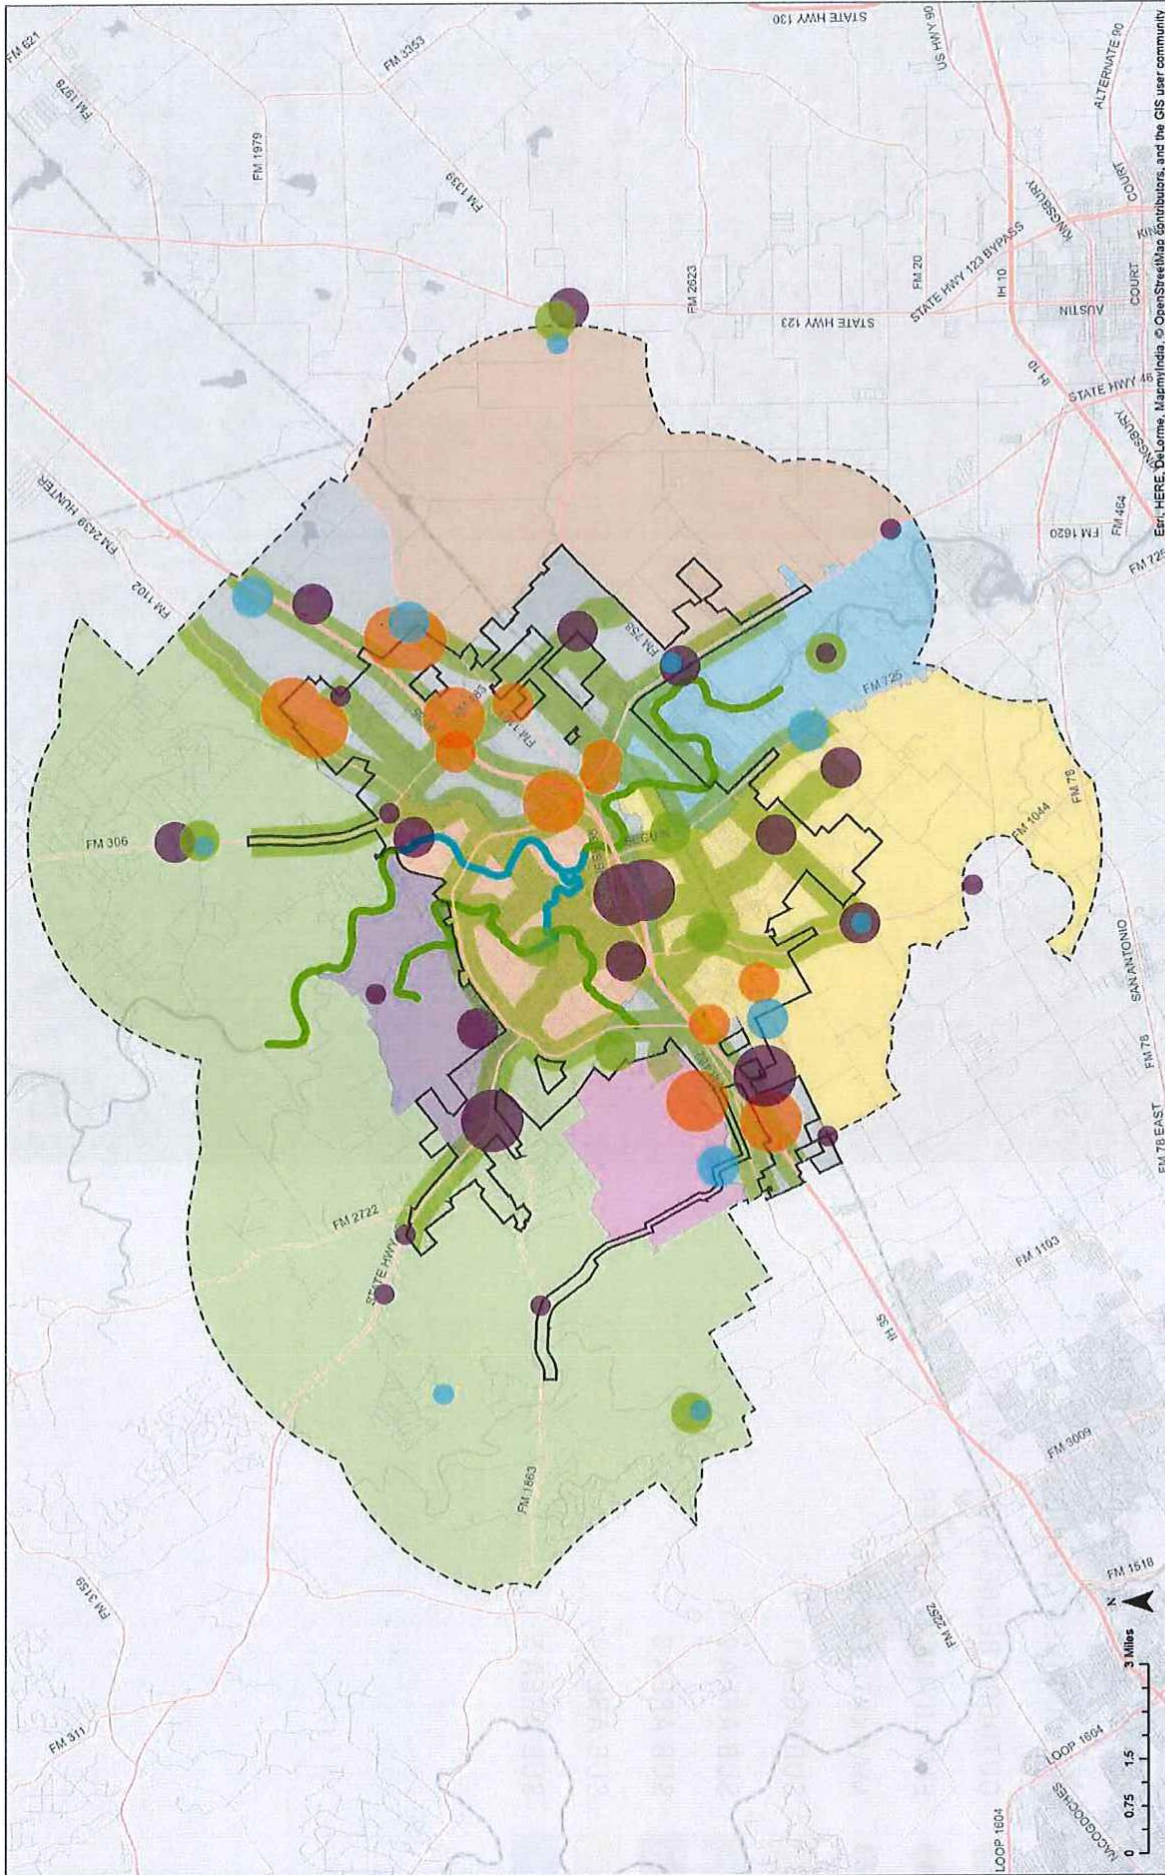 FM 621
FM 1978
FM 3353
STATE HWY 130
US HWY 90
ALTERNATE 90
FM 1979
FM 1339
KINGSBURY
COURT
FM 2439 HUNTER
FM 1102
FM 2623
FM 20
STATE HWY 123 BYPASS
IH 10
STATE HWY 123
AUSTIN
COURT
IH 10
STATE HWY 46
FM 1620
FM 464
FM 725
FM 758
FM 725
FM 306
SEGUIN
FM 78
FM 1044
SAN ANTONIO
FM 78
FM 78 EAST
FM 2722
STATE HWY
FM 1103
IH 35
FM 1863
FM 3009
FM 3159
FM 2252
FM 1518
FM 311
LOOP 1604
LOOP 1604
NACOGDOCHES
N
0 0.75 1.5 3 Miles
Esri, HERE, DeLorme, MapmyIndia, © OpenStreetMap contributors, and the GIS user community